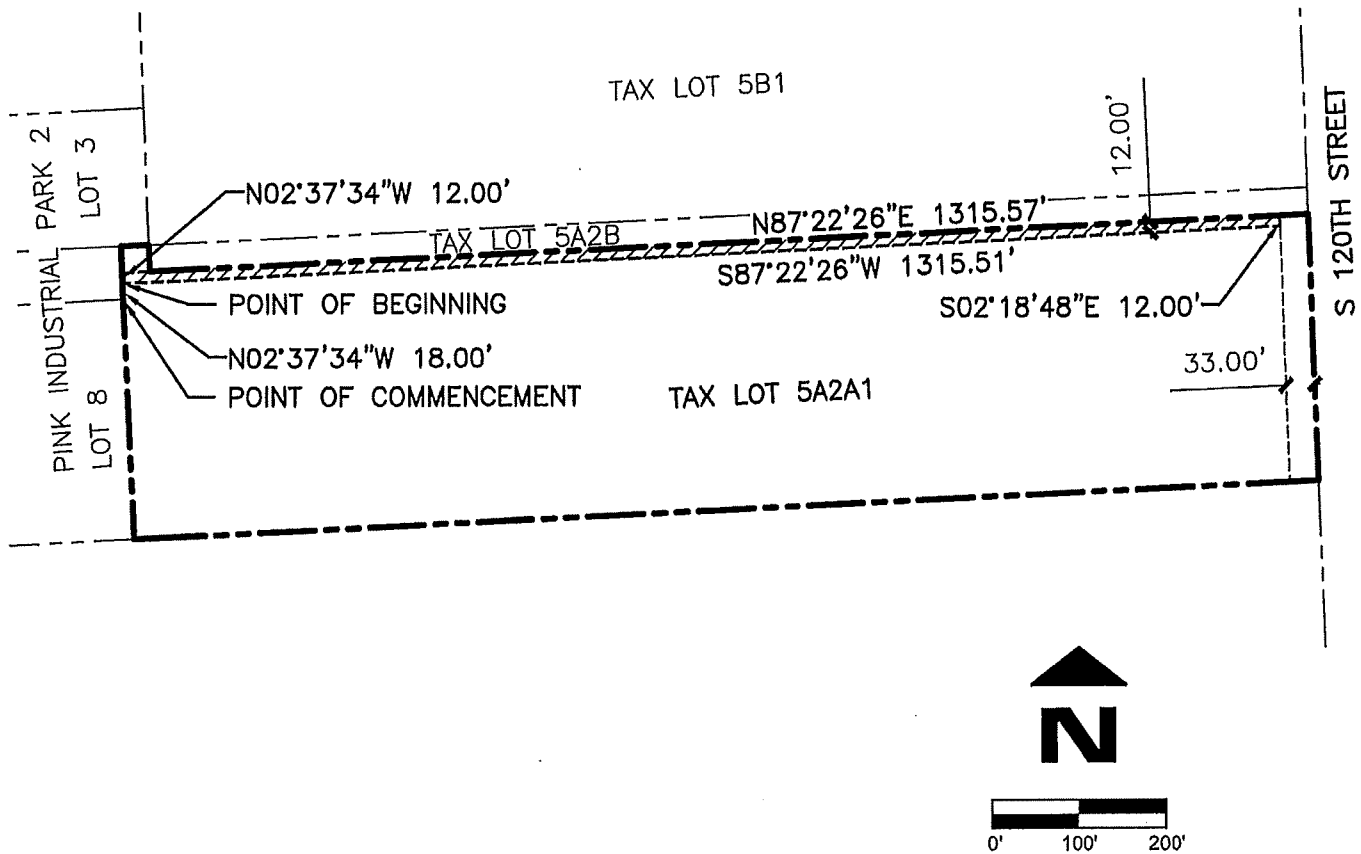 TAX LOT 5B1
12.00'
S 120TH STREET
PINK INDUSTRIAL PARK 2
LOT 3
LOT 8
N02°37'34"W 12.00'
TAX LOT 5A2B
N87°22'26"E 1315.57'
S87°22'26"W 1315.51'
POINT OF BEGINNING
S02°18'48"E 12.00'
N02°37'34"W 18.00'
33.00'
POINT OF COMMENCEMENT
TAX LOT 5A2A1
N
0' 100' 200'